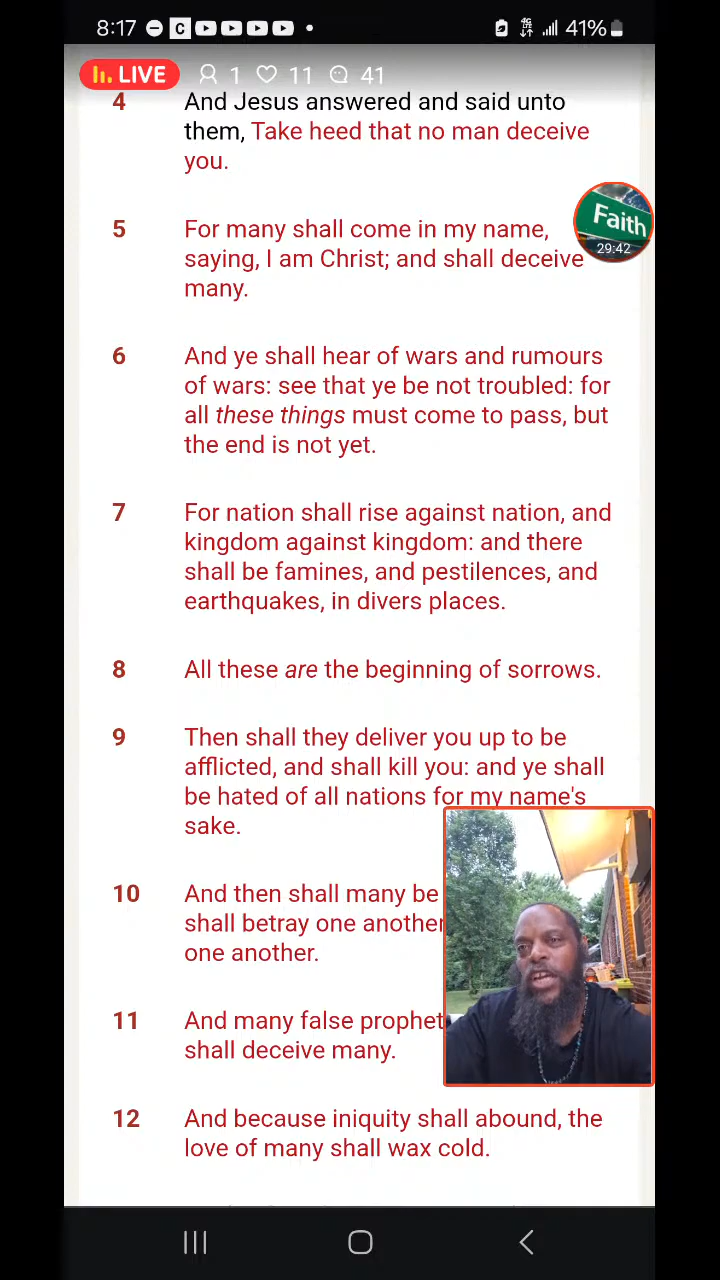 8:17 C 4G 41%
LIVE 1 11 41
4 And Jesus answered and said unto
them, Take heed that no man deceive
you.
Faith
29:42
5 For many shall come in my name,
saying, I am Christ; and shall deceive
many.
6 And ye shall hear of wars and rumours
of wars: see that ye be not troubled: for
all these things must come to pass, but
the end is not yet.
7 For nation shall rise against nation, and
kingdom against kingdom: and there
shall be famines, and pestilences, and
earthquakes, in divers places.
8 All these are the beginning of sorrows.
9 Then shall they deliver you up to be
afflicted, and shall kill you: and ye shall
be hated of all nations for my name's
sake.
10 And then shall many be
shall betray one another
one another.
11 And many false prophet
shall deceive many.
12 And because iniquity shall abound, the
love of many shall wax cold.